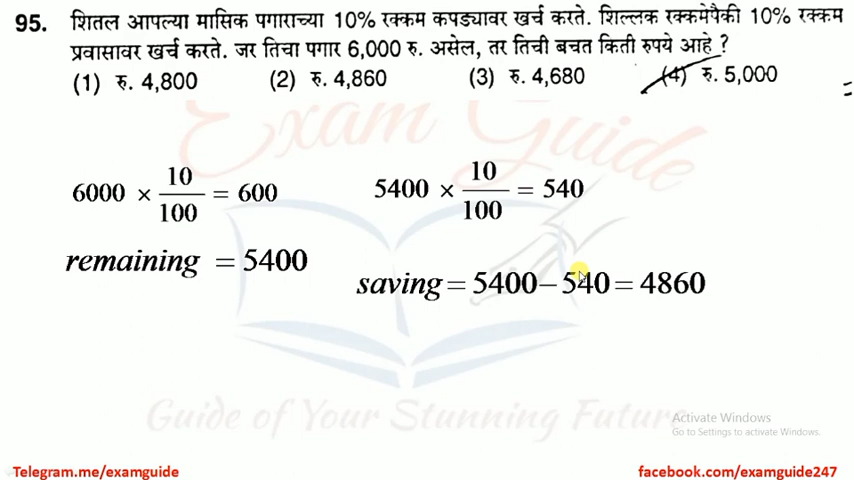 95. शितल आपल्या मासिक पगाराच्या 10% रक्कम कपड्यावर खर्च करते. शिल्लक रक्कमेपैकी 10% रक्कम
प्रवासावर खर्च करते. जर तिचा पगार 6,000 रु. असेल, तर तिची बचत किती रुपये आहे ?
(1) रु. 4,800 (2) रु. 4,860 (3) रु. 4,680 (4) रु. 5,000
=
Exam Guide
6000 × 10/100 = 600 5400 × 10/100 = 540
remaining = 5400
saving = 5400 – 540 = 4860
Guide of Your Stunning Future
Activate Windows
Go to Settings to activate Windows.
Telegram.me/examguide facebook.com/examguide247